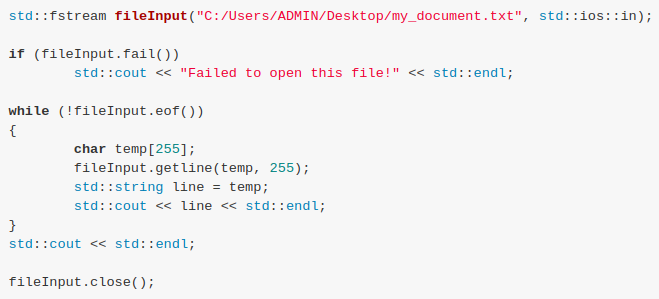 std::fstream fileInput("C:/Users/ADMIN/Desktop/my_document.txt", std::ios::in);

if (fileInput.fail())
        std::cout << "Failed to open this file!" << std::endl;

while (!fileInput.eof())
{
        char temp[255];
        fileInput.getline(temp, 255);
        std::string line = temp;
        std::cout << line << std::endl;
}
std::cout << std::endl;

fileInput.close();